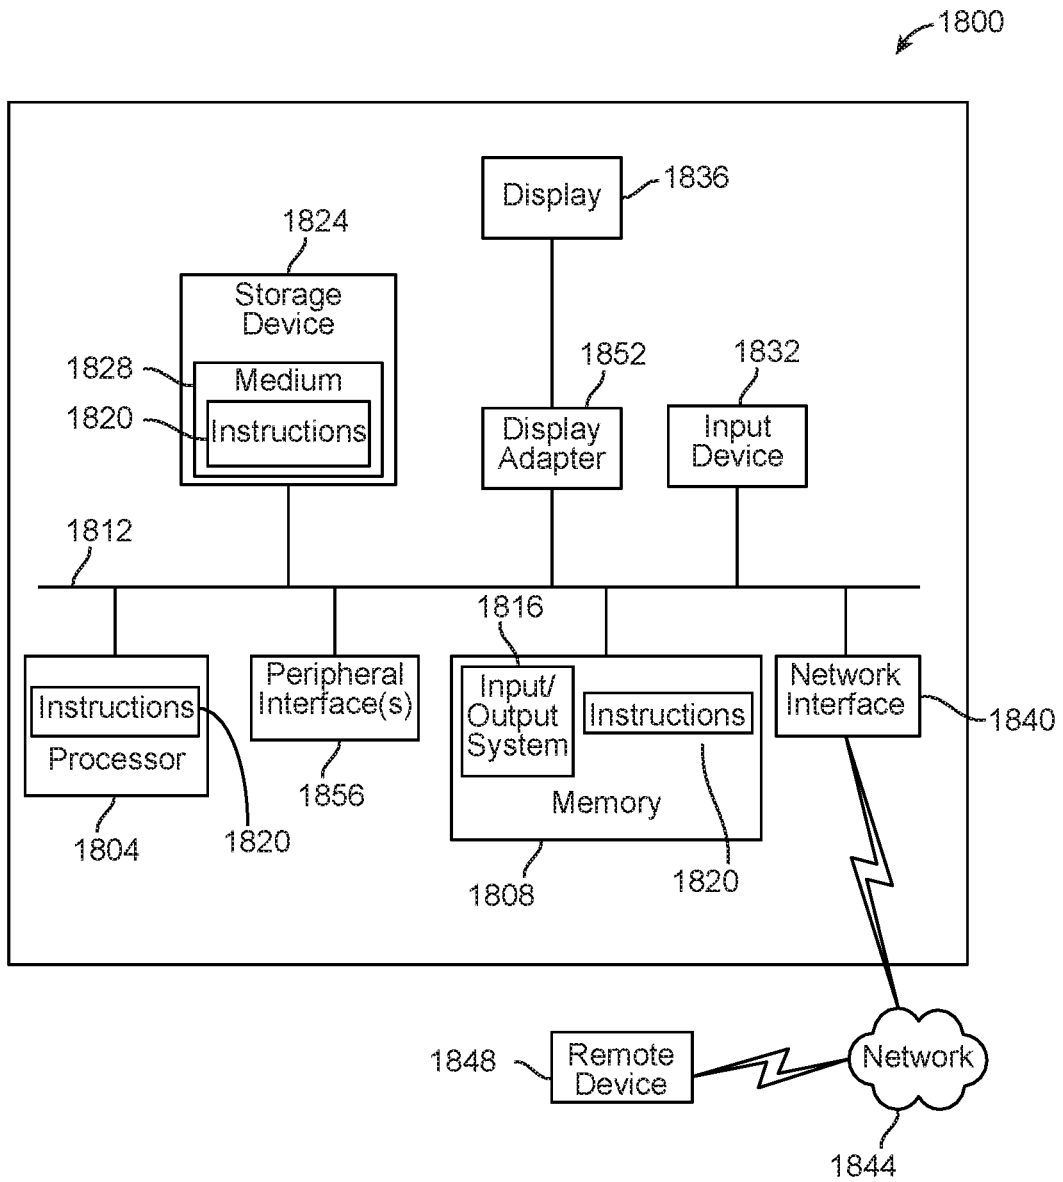 1800
Display
1836
1824
Storage
Device
1828
Medium
1820
Instructions
1852
Display
Adapter
1832
Input
Device
1812
1816
Instructions
Processor
1804
1820
Peripheral
Interface(s)
1856
Input/
Output
System
Instructions
Memory
1808
1820
Network
Interface
1840
1848
Remote
Device
Network
1844